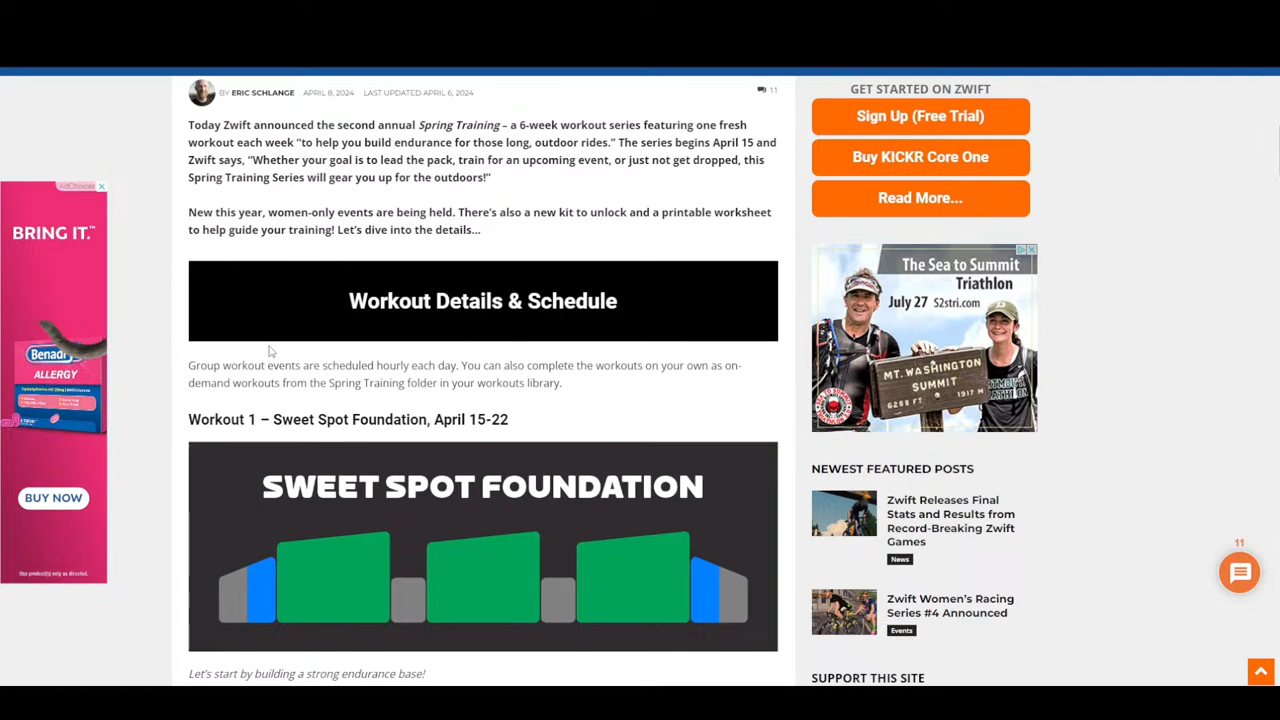 BY ERIC SCHLANGE APRIL 8, 2024 LAST UPDATED APRIL 6, 2024
11
Today Zwift announced the second annual Spring Training – a 6-week workout series featuring one fresh
workout each week “to help you build endurance for those long, outdoor rides.” The series begins April 15 and
Zwift says, “Whether your goal is to lead the pack, train for an upcoming event, or just not get dropped, this
Spring Training Series will gear you up for the outdoors!”
New this year, women-only events are being held. There’s also a new kit to unlock and a printable worksheet
to help guide your training! Let’s dive into the details…
Workout Details & Schedule
Group workout events are scheduled hourly each day. You can also complete the workouts on your own as on-
demand workouts from the Spring Training folder in your workouts library.
Workout 1 – Sweet Spot Foundation, April 15-22
SWEET SPOT FOUNDATION
Let’s start by building a strong endurance base!
AdChoices
BRING IT.™
Benadryl
ALLERGY
BUY NOW
Use product(s) only as directed.
GET STARTED ON ZWIFT
Sign Up (Free Trial)
Buy KICKR Core One
Read More...
The Sea to Summit
Triathlon
July 27 S2stri.com
MT. WASHINGTON
SUMMIT
6288 FT 1917 M
NEWEST FEATURED POSTS
Zwift Releases Final
Stats and Results from
Record-Breaking Zwift
Games
News
Zwift Women’s Racing
Series #4 Announced
Events
11
SUPPORT THIS SITE